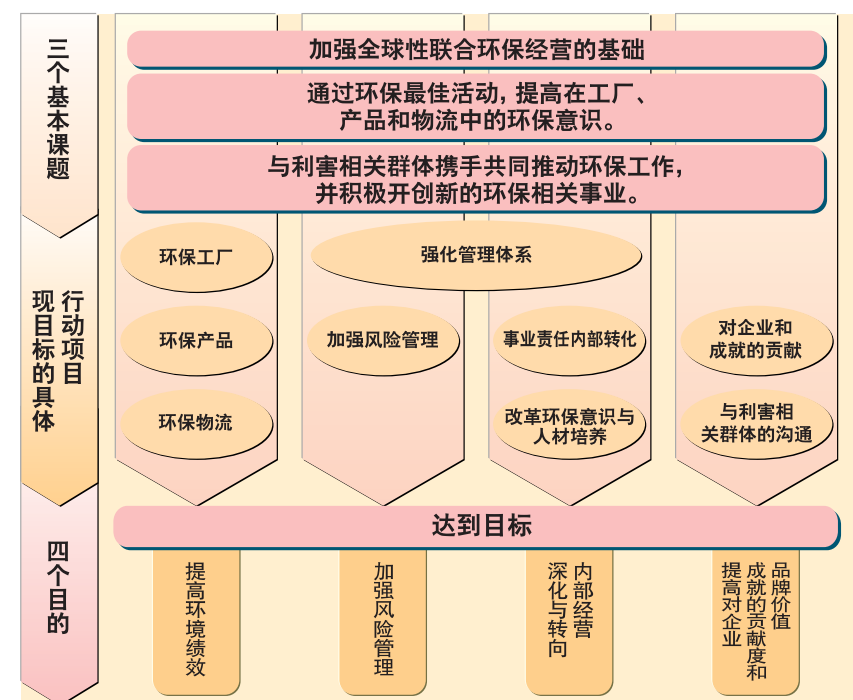 三个基本课题
加强全球性联合环保经营的基础
通过环保最佳活动，提高在工厂、
产品和物流中的环保意识。
与利害相关群体携手共同推动环保工作，
并积极开创新的环保相关事业。
行动项目
现目标的具体
环保工厂
强化管理体系
环保产品
加强风险管理
事业责任内部转化
对企业和
成就的贡献
环保物流
改革环保意识与
人材培养
与利害相
关群体的沟通
四个目的
达到目标
提高环境绩效
加强风险管理
内部经营
深化与转向
品牌价值
成就的贡献度和
提高对企业